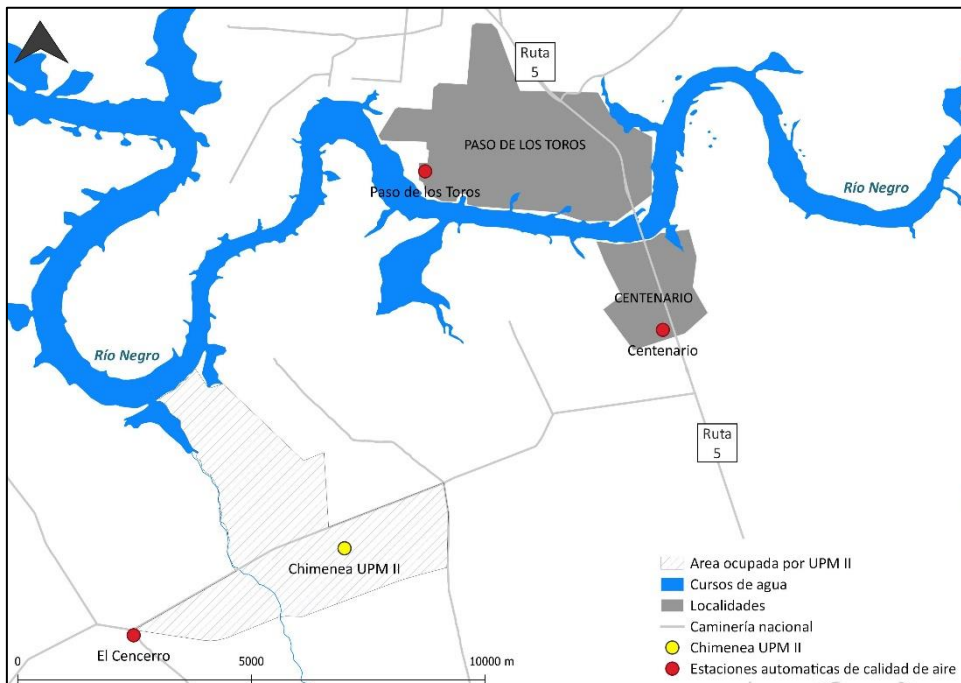 Ruta
5
PASO DE LOS TOROS
Paso de los Toros
Río Negro
CENTENARIO
Centenario
Río Negro
Ruta
5
Chimenea UPM II
El Cencerro
0 5000 10000 m
Area ocupada por UPM II
Cursos de agua
Localidades
Caminería nacional
Chimenea UPM II
Estaciones automaticas de calidad de aire